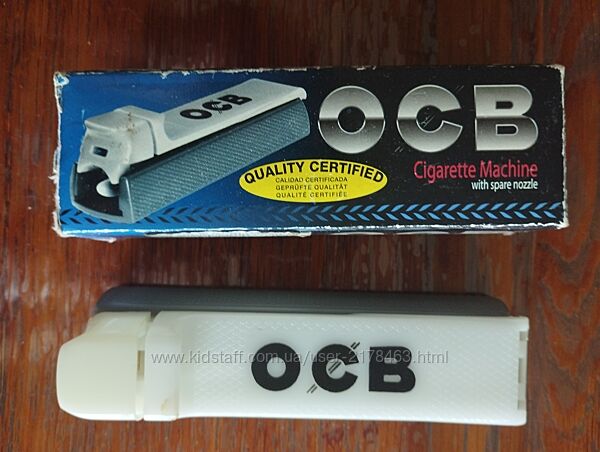 OCB
OCB
QUALITY CERTIFIED
CALIDAD CERTIFICADA
GEPRÜFTE QUALITÄT
QUALITÉ CERTIFIÉE
Cigarette Machine
with spare nozzle
www.kidstaff.com.ua/user-2178463.html
OCB